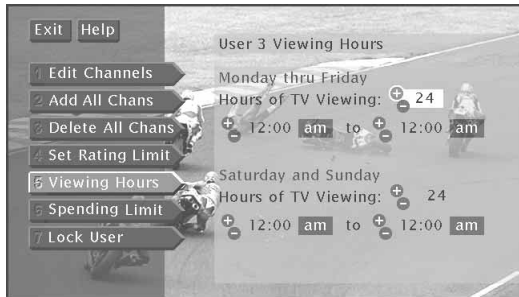 Exit Help
1 Edit Channels
2 Add All Chans
3 Delete All Chans
4 Set Rating Limit
5 Viewing Hours
6 Spending Limit
7 Lock User
User 3 Viewing Hours
Monday thru Friday
Hours of TV Viewing: + - 24
+ - 12:00 am to + - 12:00 am
Saturday and Sunday
Hours of TV Viewing: + - 24
+ - 12:00 am to + - 12:00 am